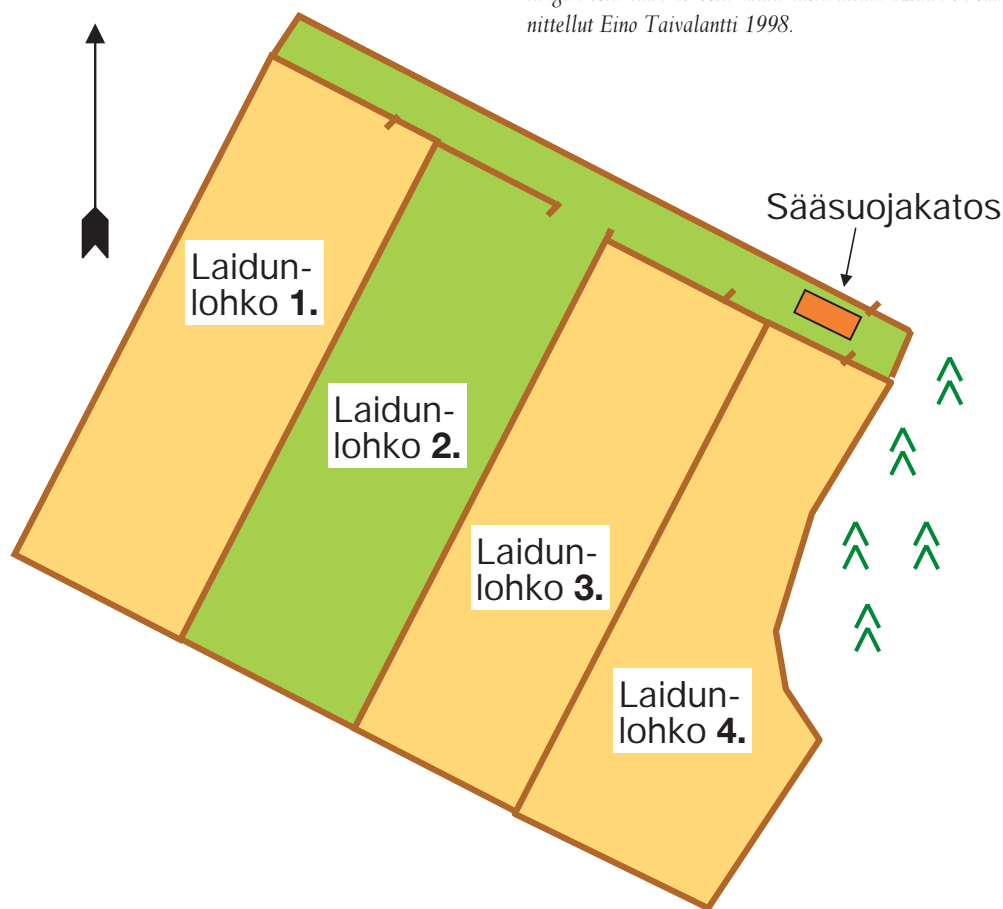 nittellut Eino Taivalantti 1998.
Sääsuojakatos
Laidun-
lohko 1.
Laidun-
lohko 2.
Laidun-
lohko 3.
Laidun-
lohko 4.